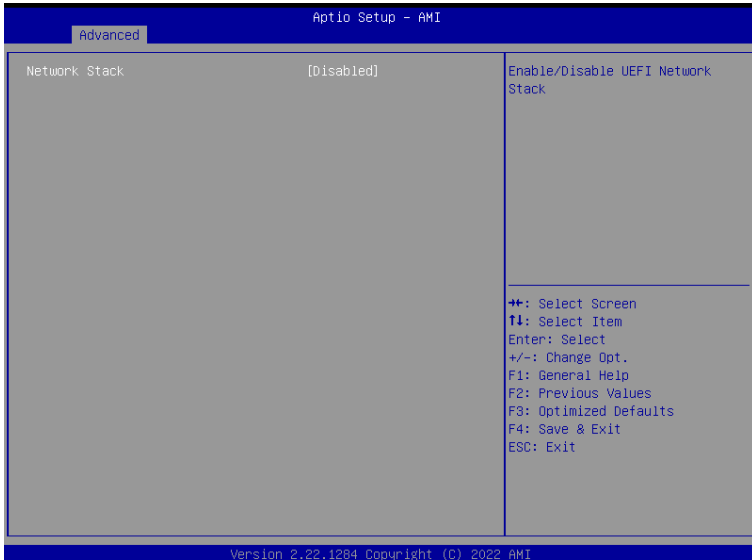 Aptio Setup – AMI
Advanced
Network Stack [Disabled]
Enable/Disable UEFI Network
Stack
→←: Select Screen
↑↓: Select Item
Enter: Select
+/-: Change Opt.
F1: General Help
F2: Previous Values
F3: Optimized Defaults
F4: Save & Exit
ESC: Exit
Version 2.22.1284 Copyright (C) 2022 AMI